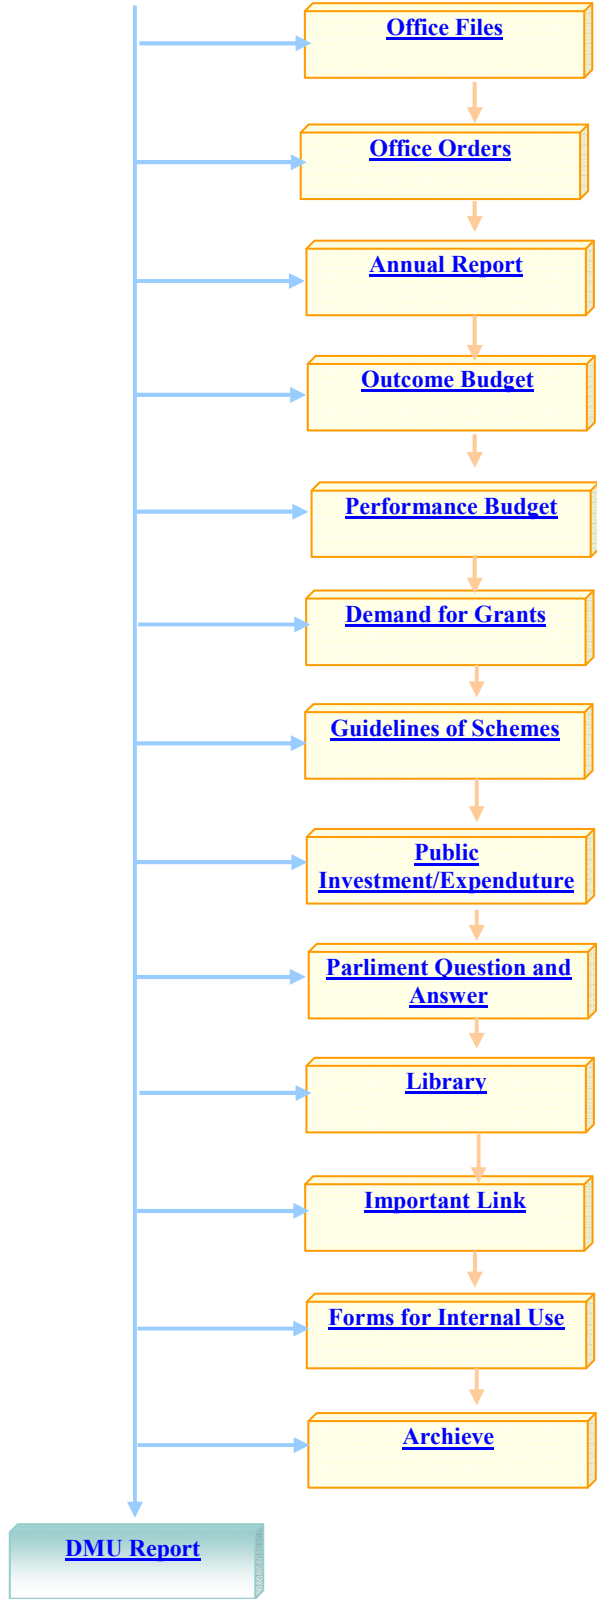 Office Files
Office Orders
Annual Report
Outcome Budget
Performance Budget
Demand for Grants
Guidelines of Schemes
Public
Investment/Expenduture
Parliment Question and
Answer
Library
Important Link
Forms for Internal Use
Archieve
DMU Report